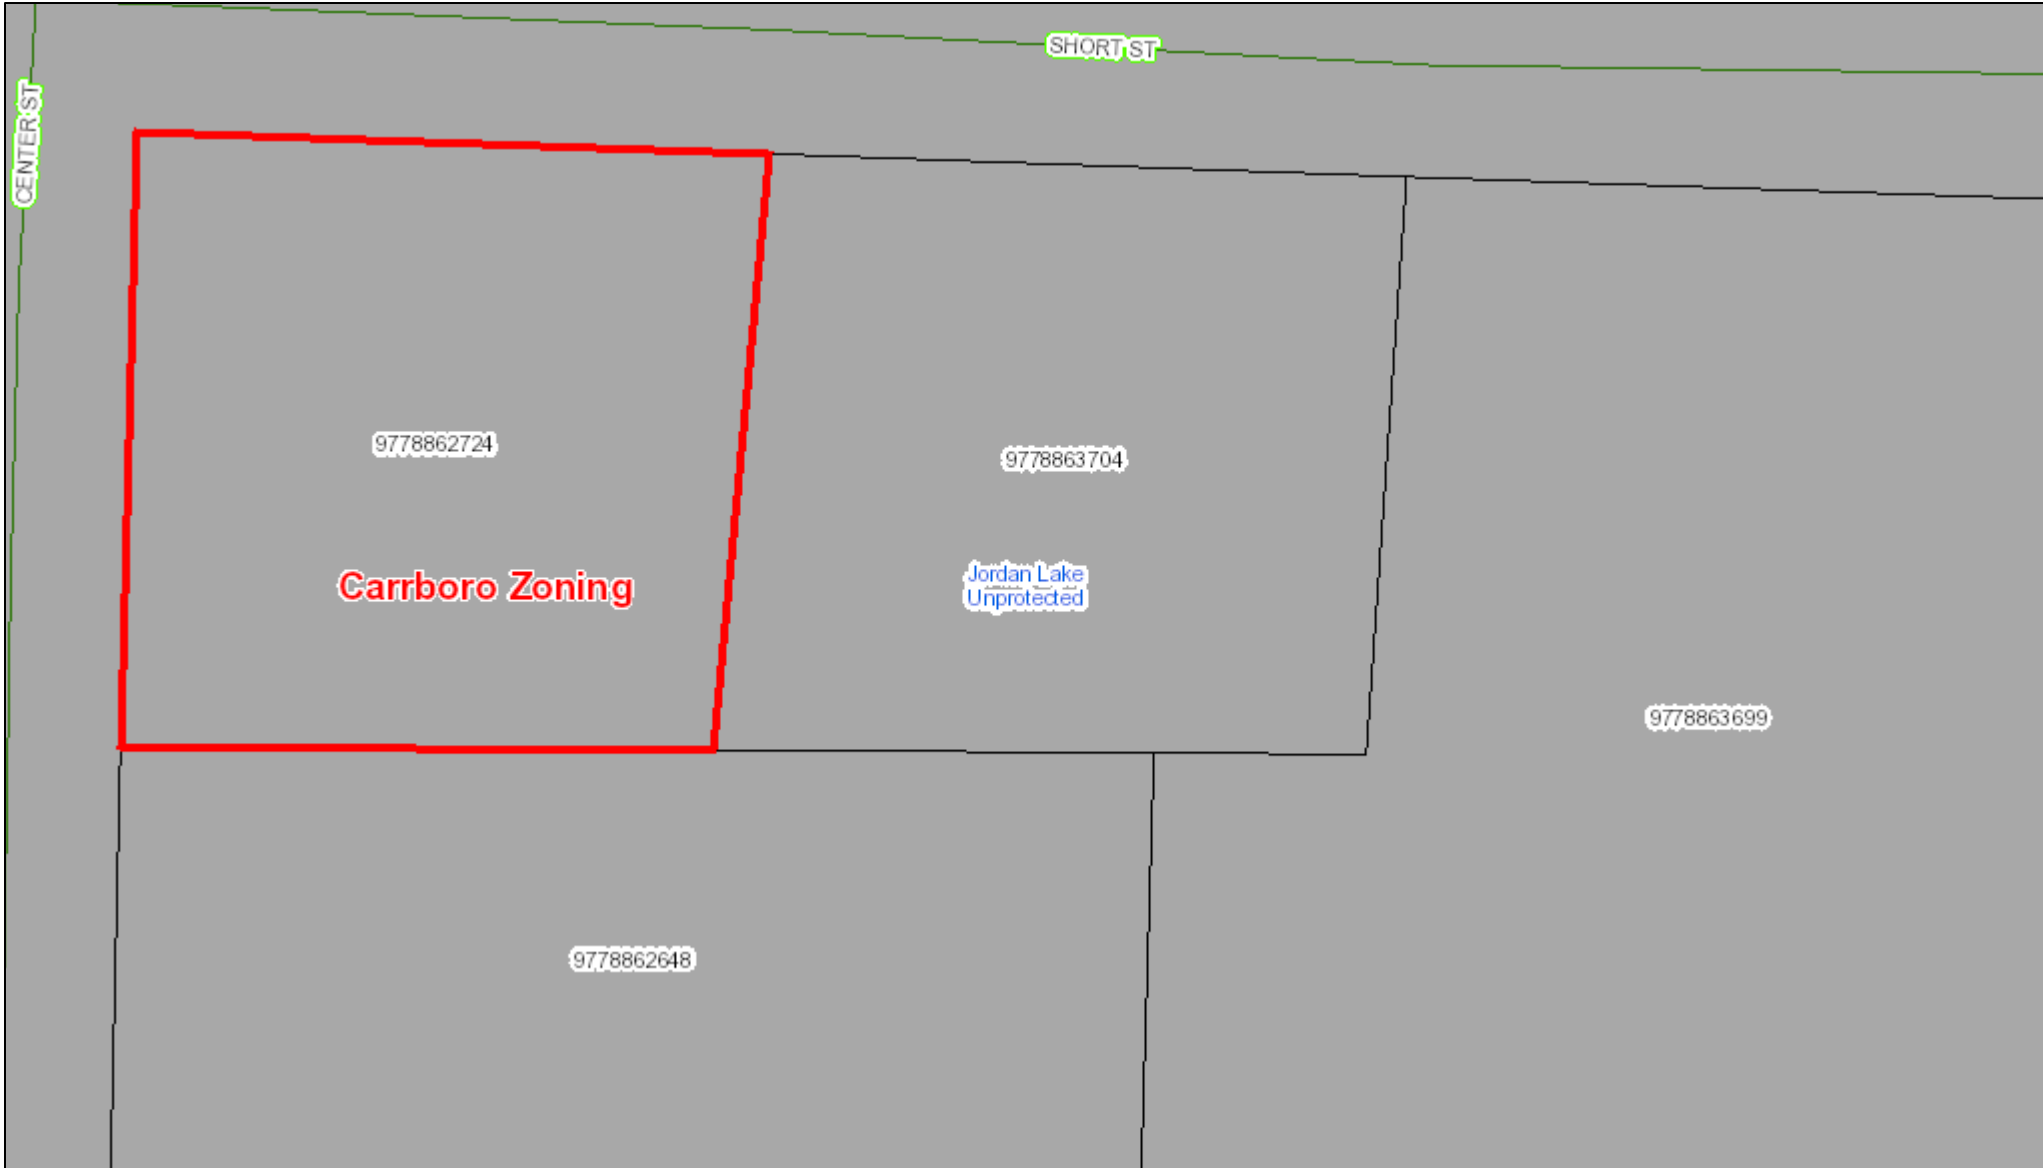 SHORT ST
CENTER ST
9778862724
9778863704
Carrboro Zoning
Jordan Lake
Unprotected
9778863699
9778862648